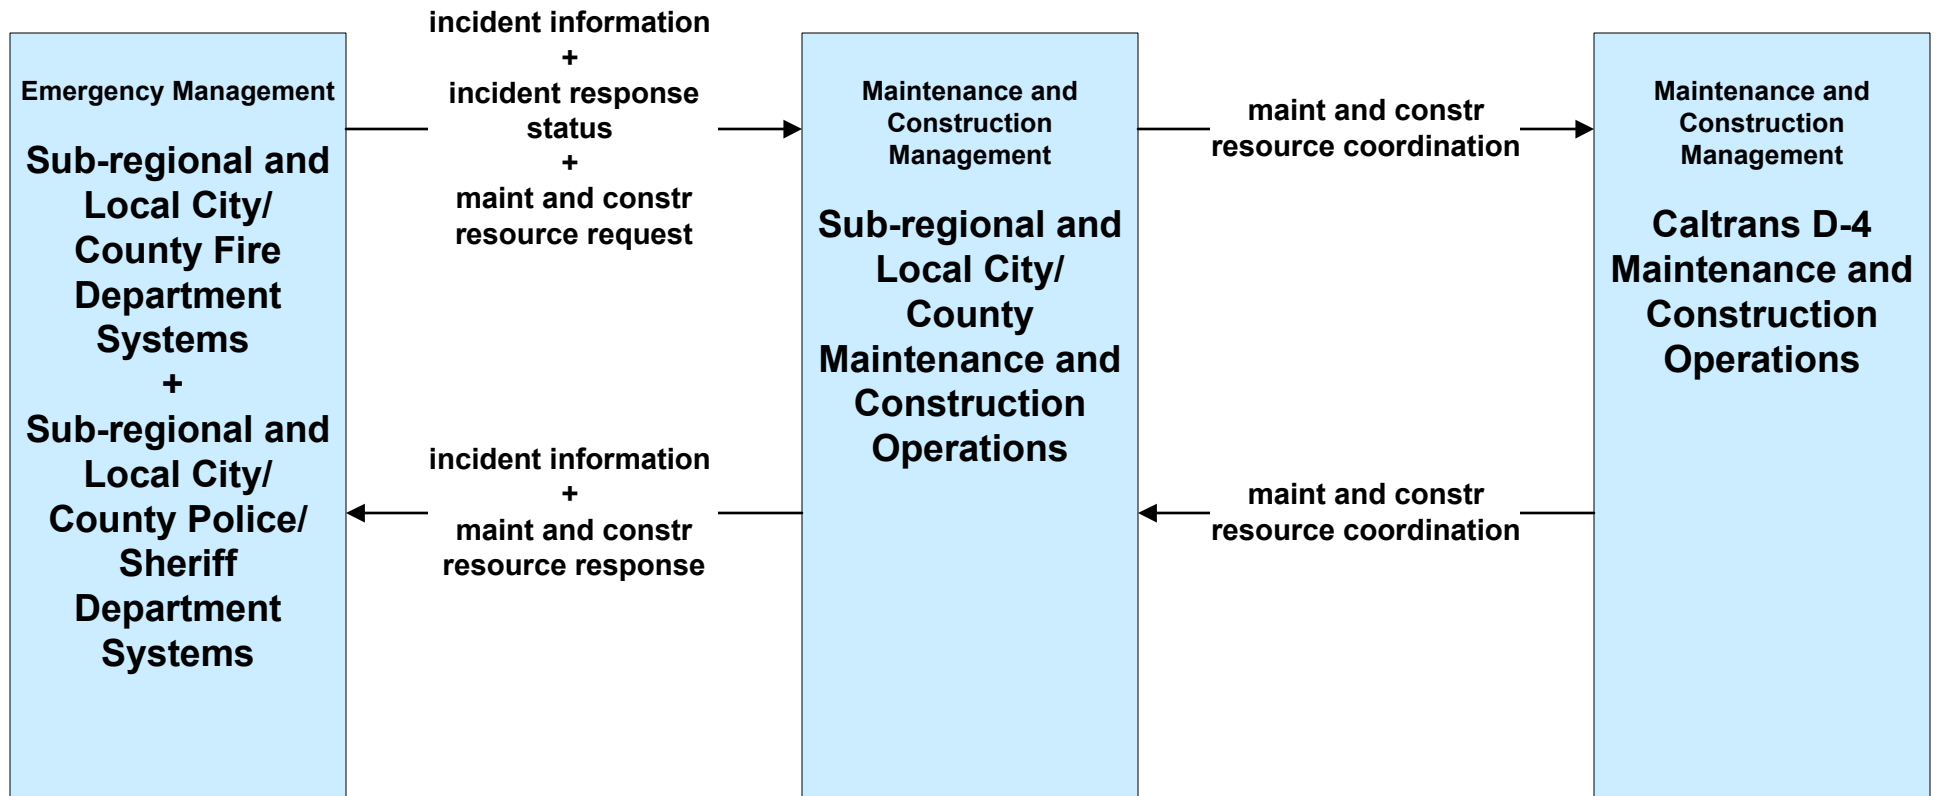 Emergency Management
Sub-regional and
Local City/
County Fire
Department
Systems
+
Sub-regional and
Local City/
County Police/
Sheriff
Department
Systems
incident information
+
incident response
status
+
maint and constr
resource request
incident information
+
maint and constr
resource response
Maintenance and
Construction
Management
Sub-regional and
Local City/
County
Maintenance and
Construction
Operations
maint and constr
resource coordination
maint and constr
resource coordination
Maintenance and
Construction
Management
Caltrans D-4
Maintenance and
Construction
Operations